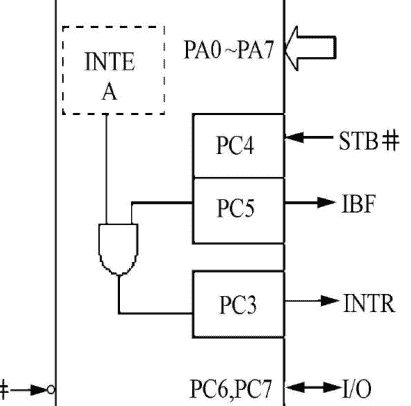 INTE
A
PA0~PA7
PC4
STB#
PC5
IBF
PC3
INTR
#
PC6,PC7
I/O